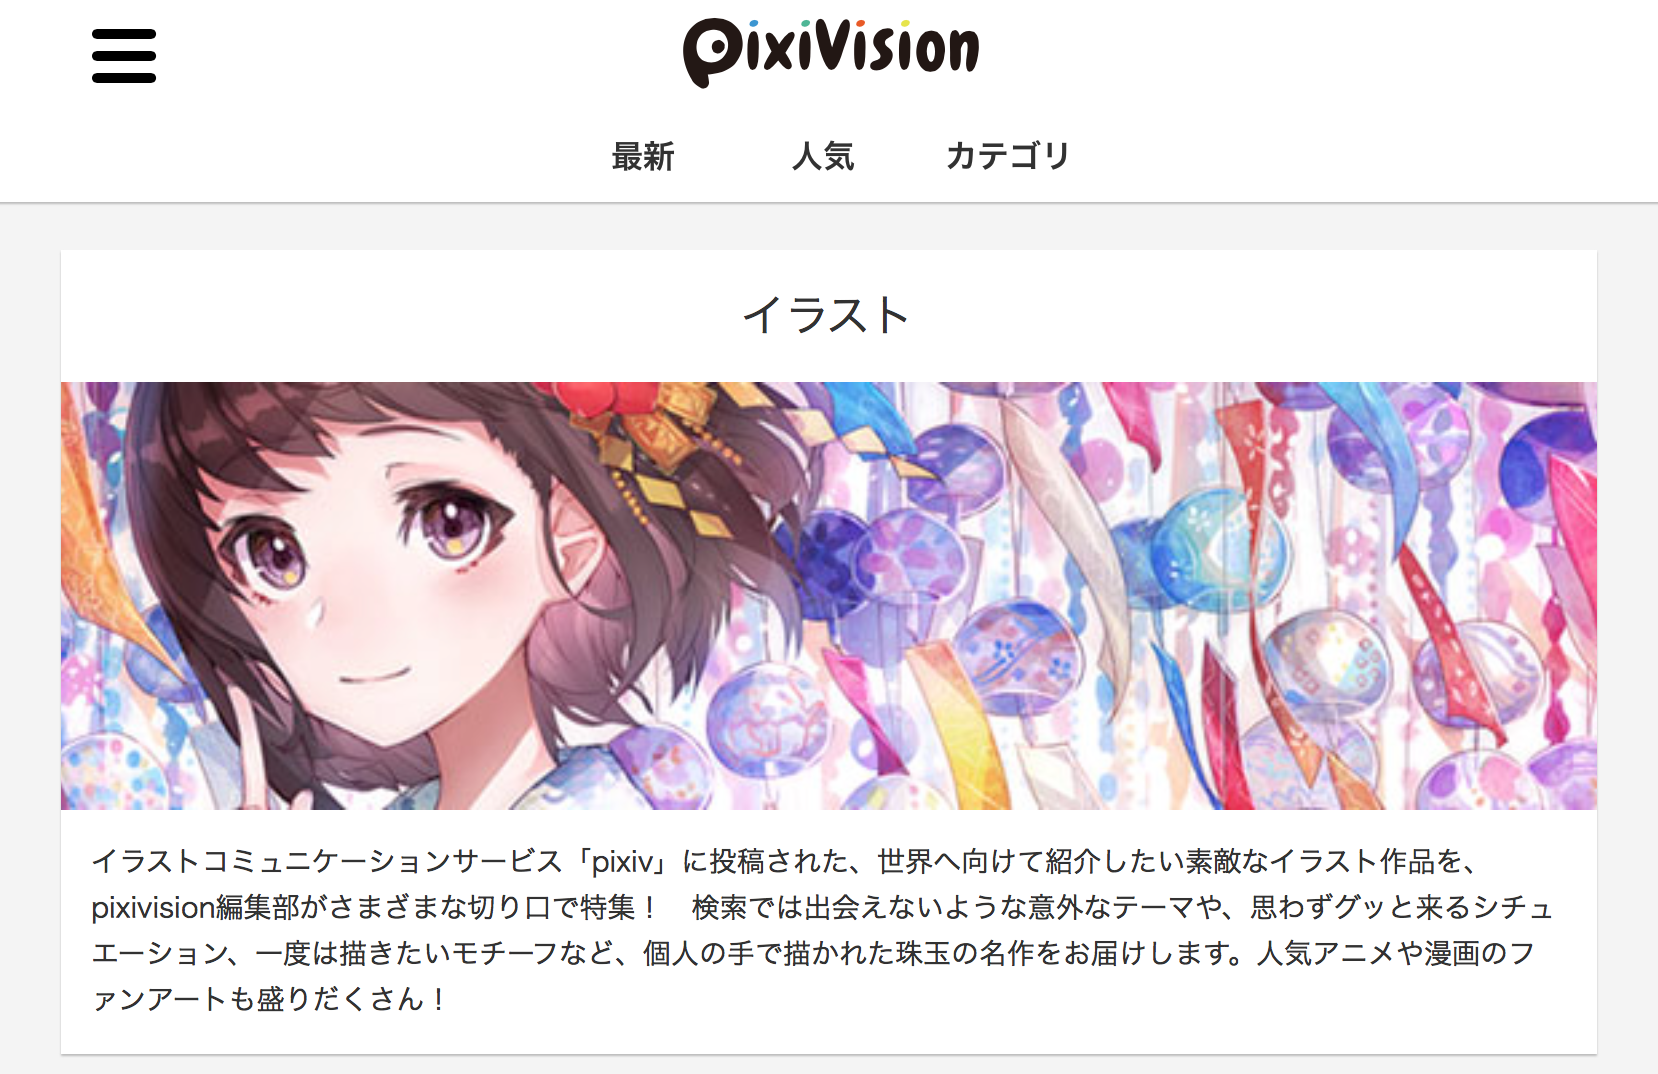 pixiVision
最新 人気 カテゴリ
イラスト
イラストコミュニケーションサービス「pixiv」に投稿された、世界へ向けて紹介したい素敵なイラスト作品を、
pixivision編集部がさまざまな切り口で特集！　検索では出会えないような意外なテーマや、思わずグッと来るシチュ
エーション、一度は描きたいモチーフなど、個人の手で描かれた珠玉の名作をお届けします。人気アニメや漫画のフ
ァンアートも盛りだくさん！